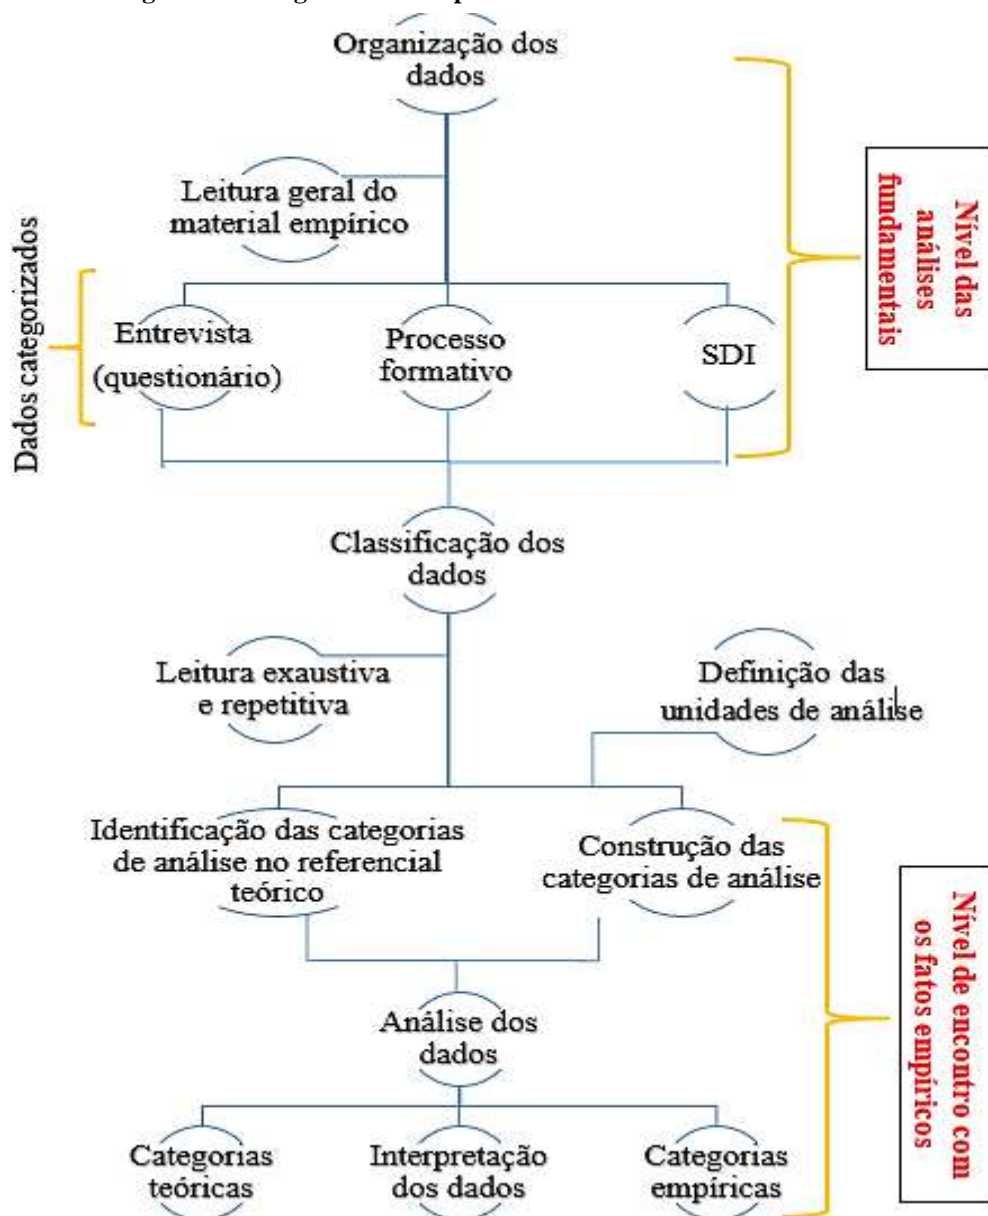 Organização dos
dados
Leitura geral do
material empírico
Dados categorizados
Entrevista
(questionário)
Processo
formativo
SDI
Nível das
análises
fundamentais
Classificação dos
dados
Leitura exaustiva
e repetitiva
Definição das
unidades de análise
Identificação das categorias
de análise no referencial
teórico
Construção das
categorias de análise
Análise dos
dados
Categorias
teóricas
Interpretação
dos dados
Categorias
empíricas
Nível de encontro com
os fatos empíricos